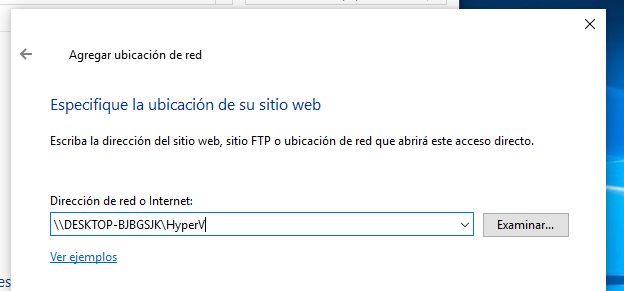 Agregar ubicación de red
Especifique la ubicación de su sitio web
Escriba la dirección del sitio web, sitio FTP o ubicación de red que abrirá este acceso directo.
Dirección de red o Internet:
\\DESKTOP-BJBGSJK\HyperV
Examinar...
Ver ejemplos
es